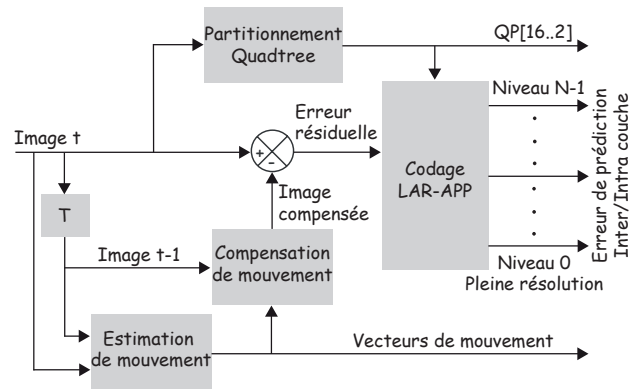 Partitionnement
Quadtree
QP[16..2]
Niveau N-1
Erreur
résiduelle
Image t
+
-
Codage
LAR-APP
Erreur de prédiction
Inter/Intra couche
T
Image
compensée
Image t-1
Compensation
de mouvement
Niveau 0
Pleine résolution
Estimation
de mouvement
Vecteurs de mouvement